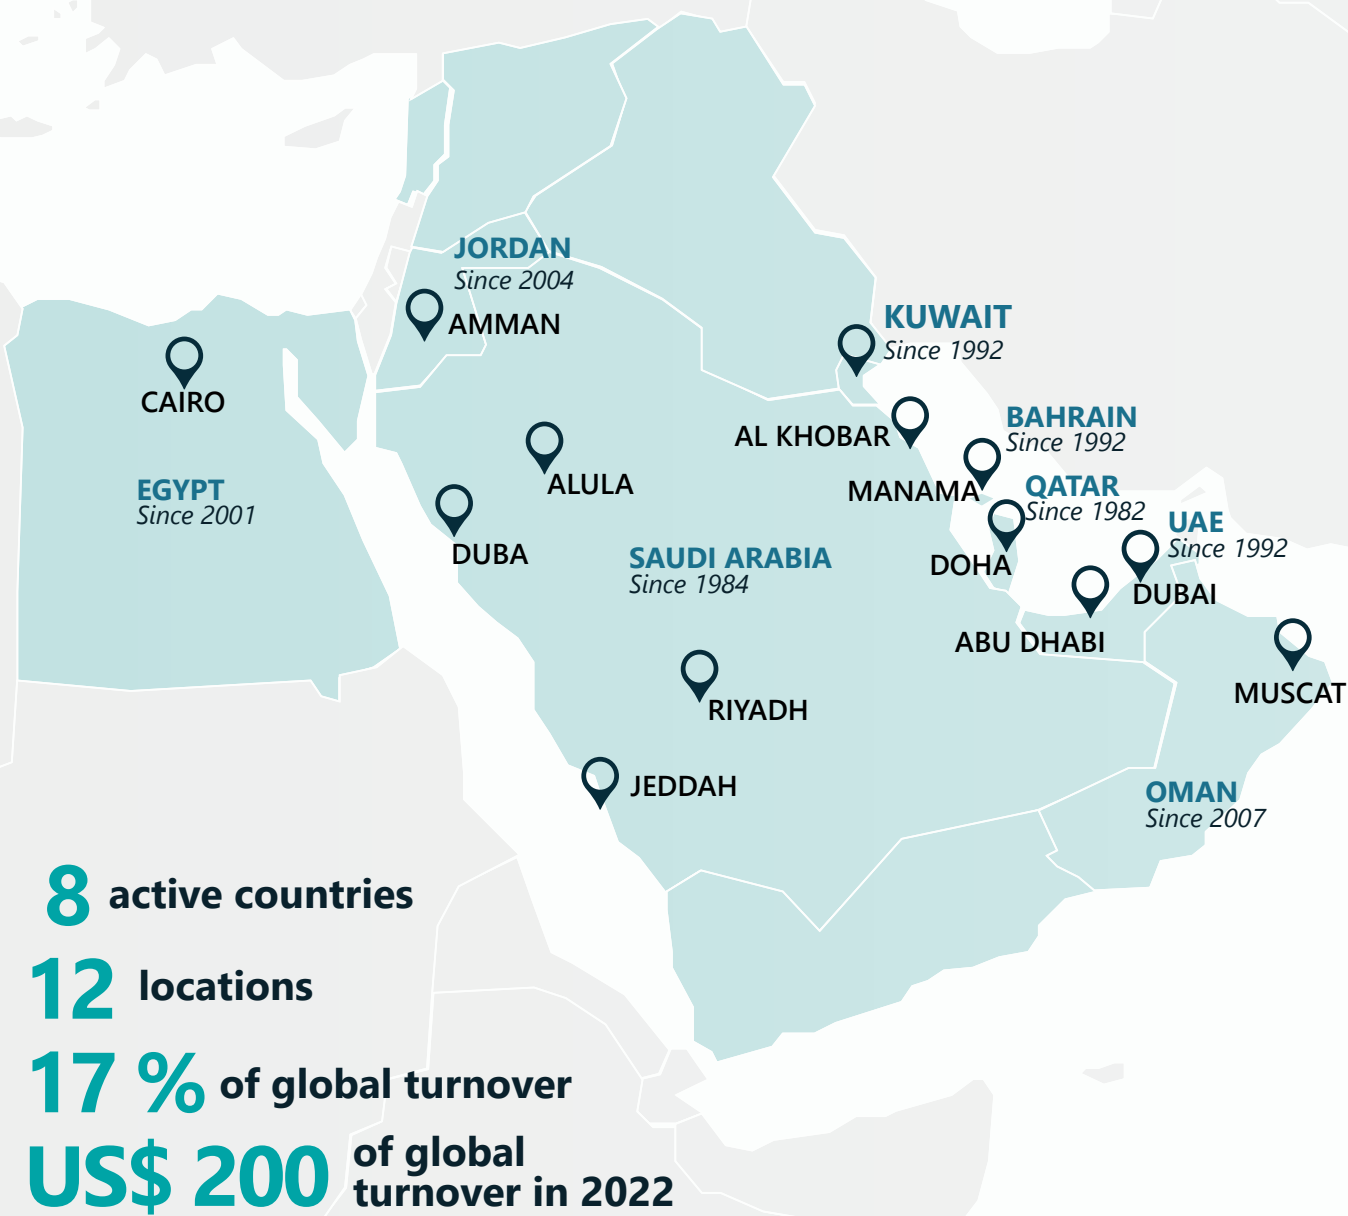 JORDAN
Since 2004
AMMAN
KUWAIT
Since 1992
CAIRO
AL KHOBAR
BAHRAIN
Since 1992
EGYPT
Since 2001
ALULA
MANAMA
QATAR
Since 1982
DUBA
SAUDI ARABIA
Since 1984
DOHA
UAE
Since 1992
DUBAI
ABU DHABI
MUSCAT
RIYADH
JEDDAH
OMAN
Since 2007
8 active countries
12 locations
17 % of global turnover
US$ 200 of global
turnover in 2022